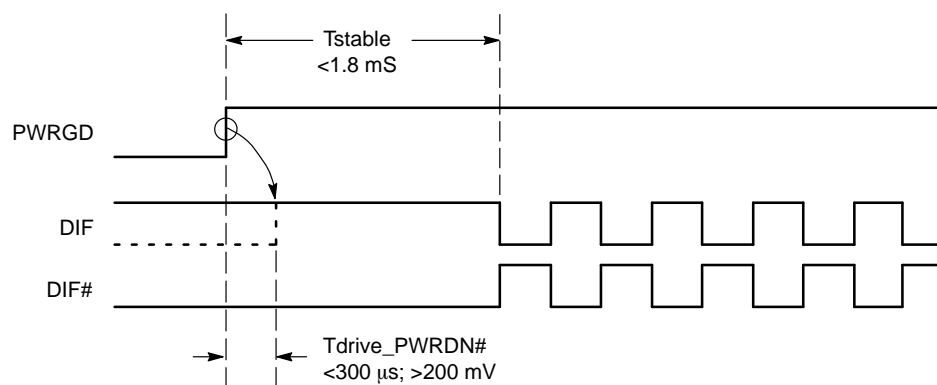 Tstable
<1.8 mS
PWRGD
DIF
DIF#
Tdrive_PWRDN#
<300 μs; >200 mV